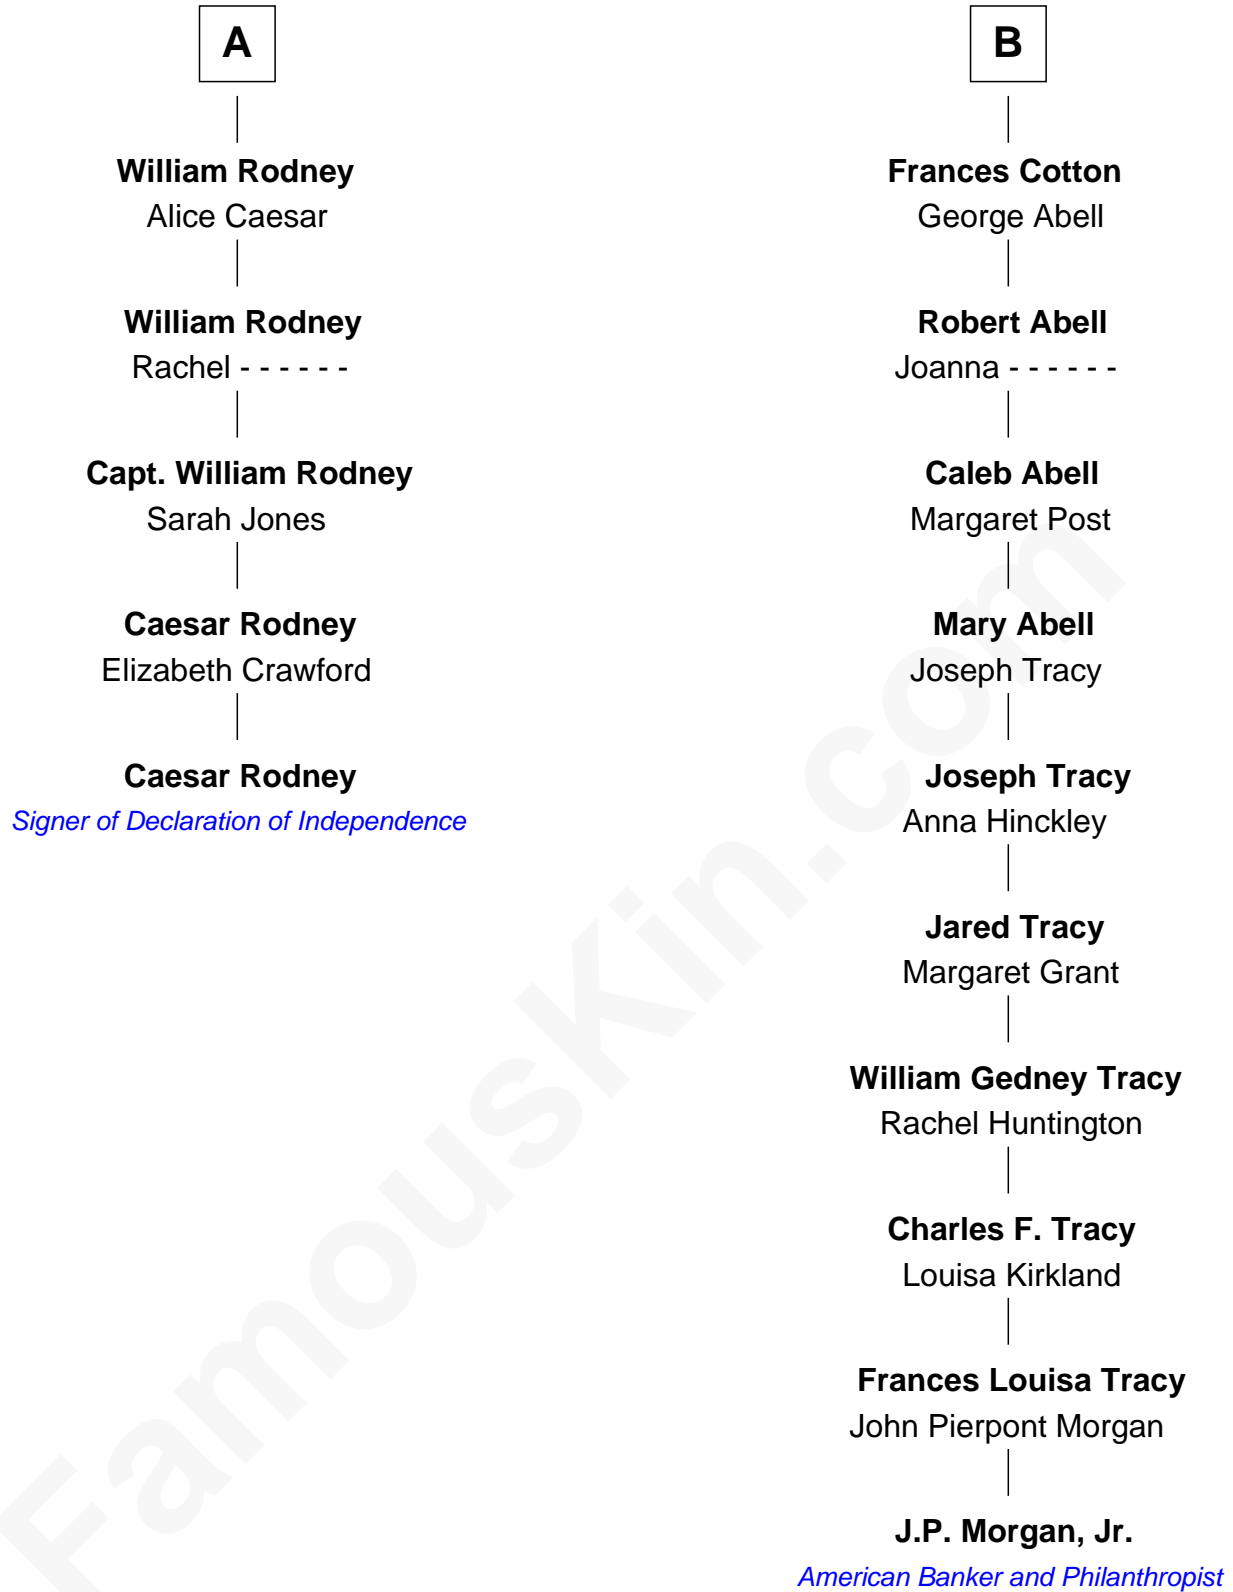 A
William Rodney
Alice Caesar
William Rodney
Rachel - - - - - -
Capt. William Rodney
Sarah Jones
Caesar Rodney
Elizabeth Crawford
Caesar Rodney
Signer of Declaration of Independence
B
Frances Cotton
George Abell
Robert Abell
Joanna - - - - - -
Caleb Abell
Margaret Post
Mary Abell
Joseph Tracy
Joseph Tracy
Anna Hinckley
Jared Tracy
Margaret Grant
William Gedney Tracy
Rachel Huntington
Charles F. Tracy
Louisa Kirkland
Frances Louisa Tracy
John Pierpont Morgan
J.P. Morgan, Jr.
American Banker and Philanthropist
FamousKin.com